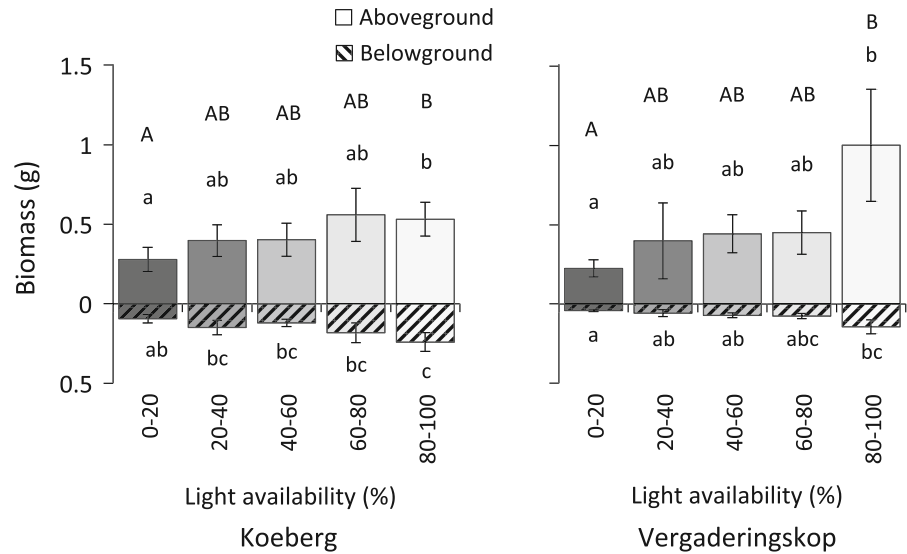 Aboveground
Belowground
Biomass (g)
1.5
1
0.5
0
0.5
A AB AB AB B
a ab ab ab b
ab bc bc bc c
0-20 20-40 40-60 60-80 80-100
Light availability (%)
Koeberg
B
b
A AB AB AB
a ab ab ab
a ab ab abc bc
0-20 20-40 40-60 60-80 80-100
Light availability (%)
Vergaderingskop